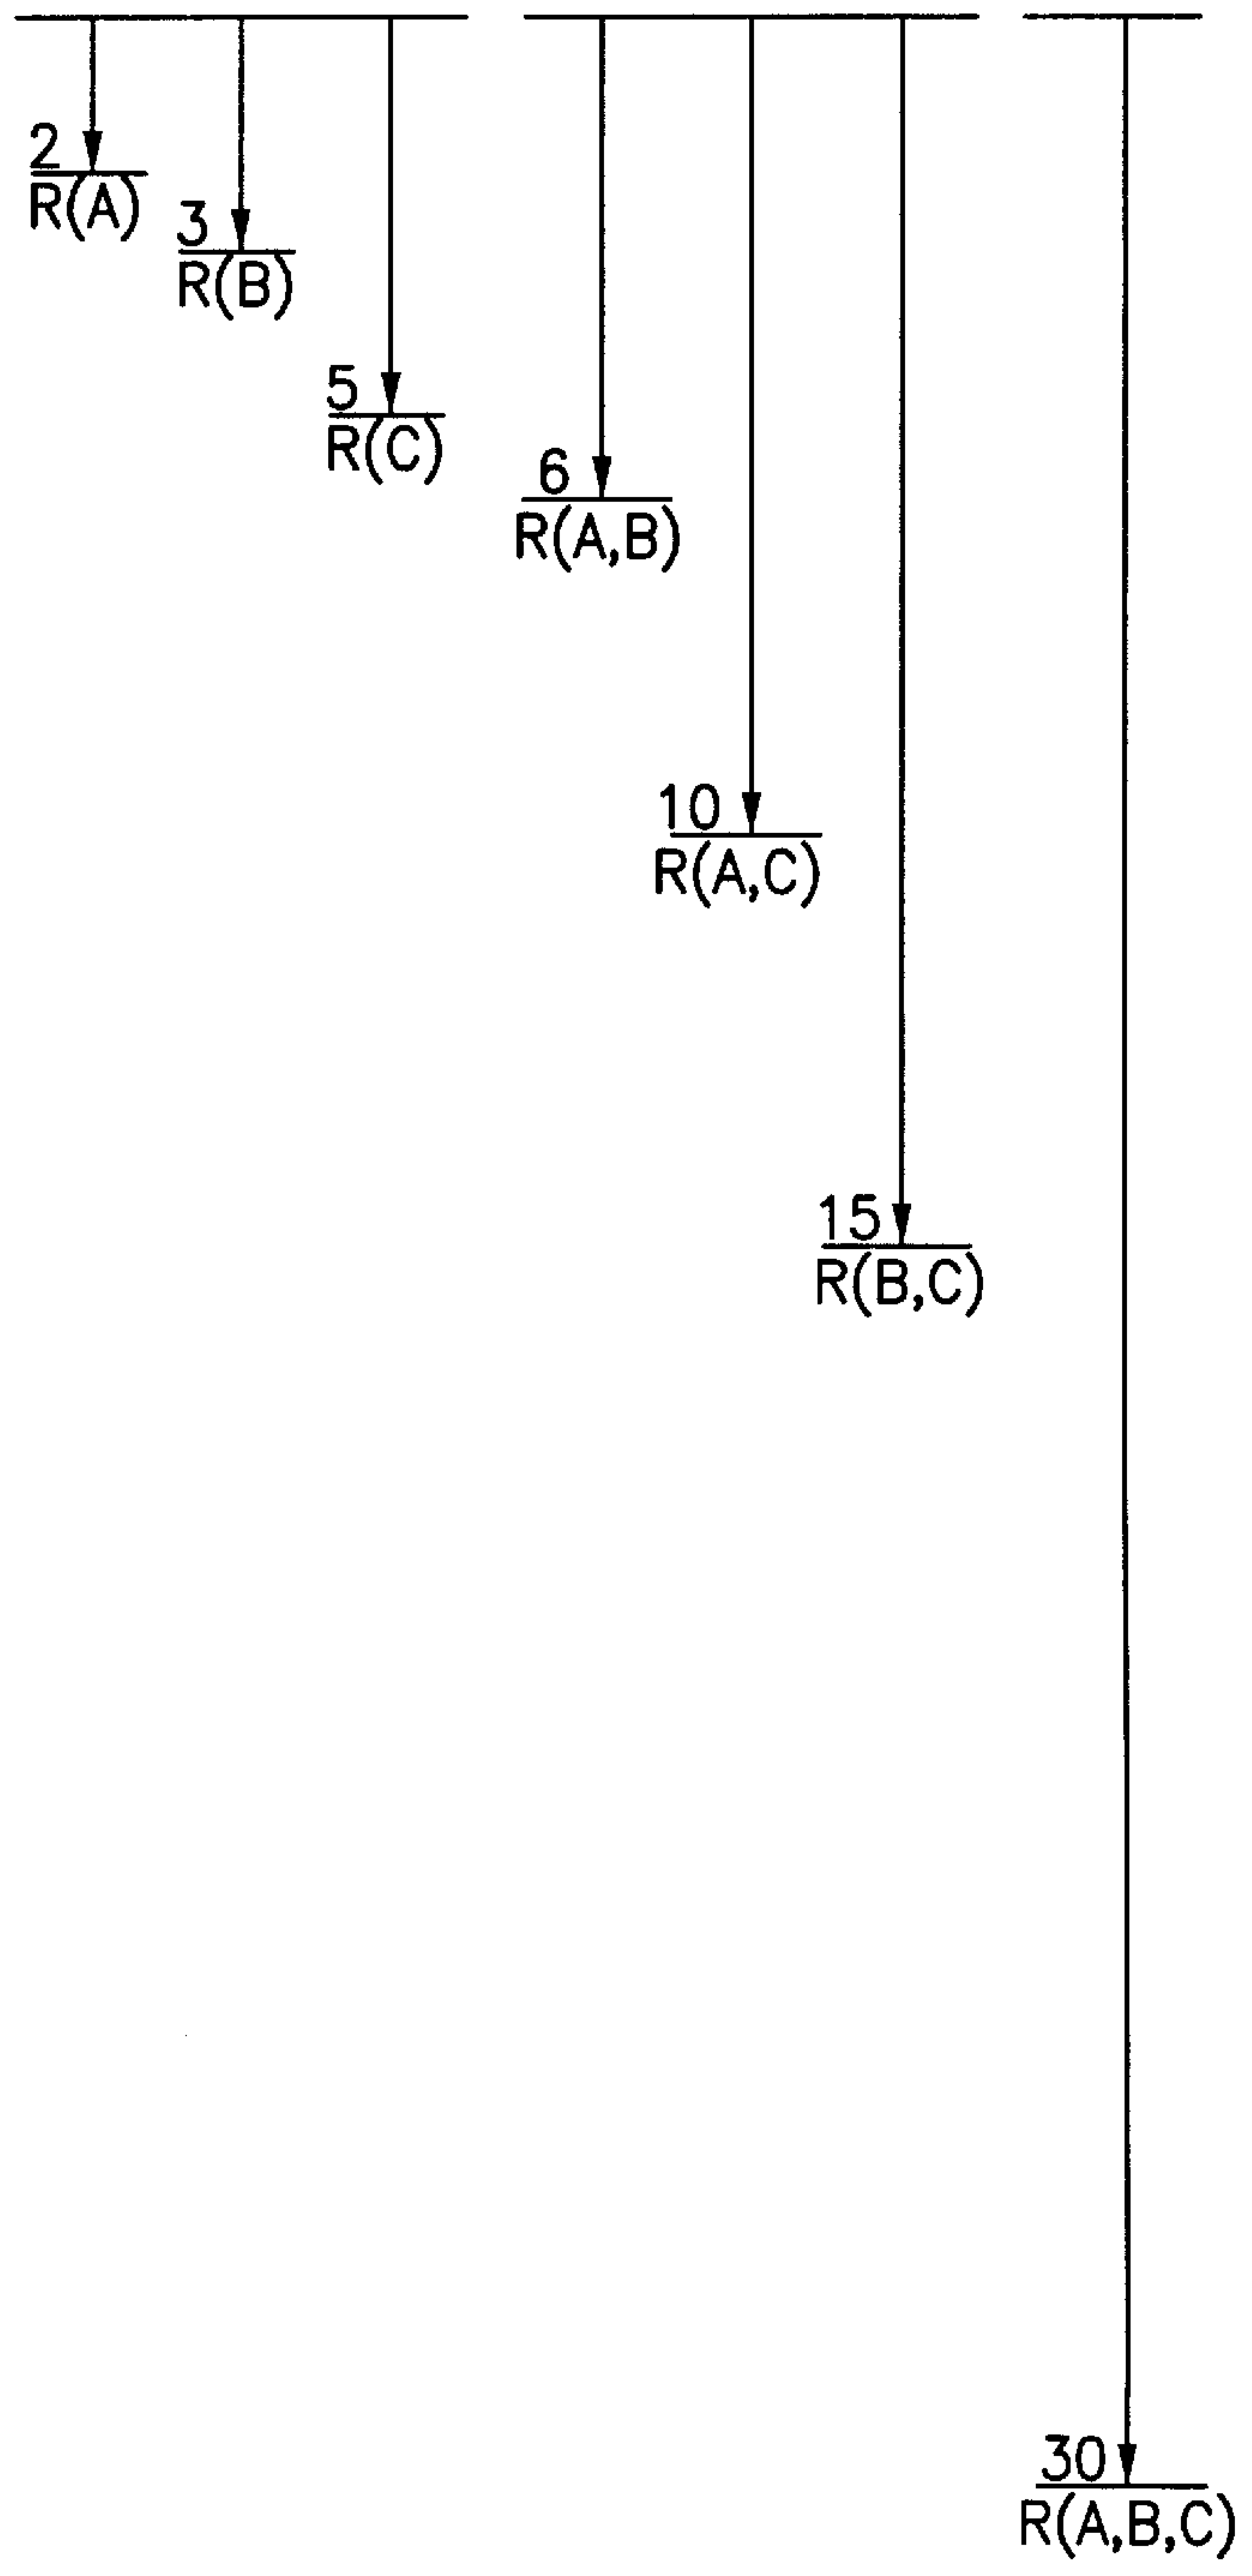 2
R(A)
3
R(B)
5
R(C)
6
R(A,B)
10
R(A,C)
15
R(B,C)
30
R(A,B,C)